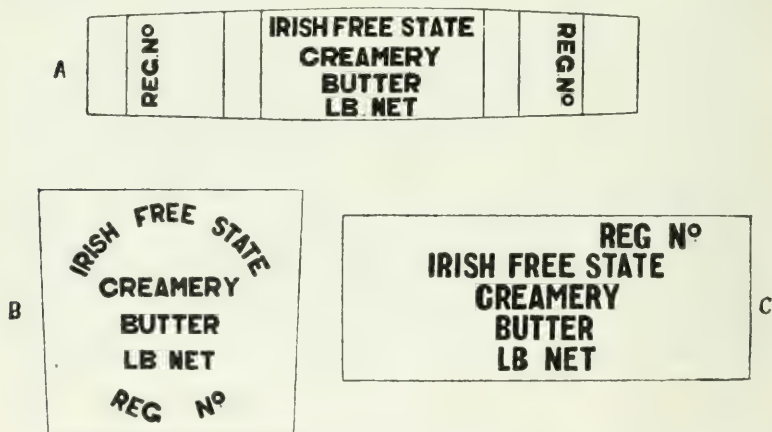 A
REG. Nº
IRISH FREE STATE
CREAMERY
BUTTER
LB NET
REG. Nº
B
IRISH FREE STATE
CREAMERY
BUTTER
LB NET
REG Nº
REG Nº
IRISH FREE STATE
CREAMERY
BUTTER
LB NET
C